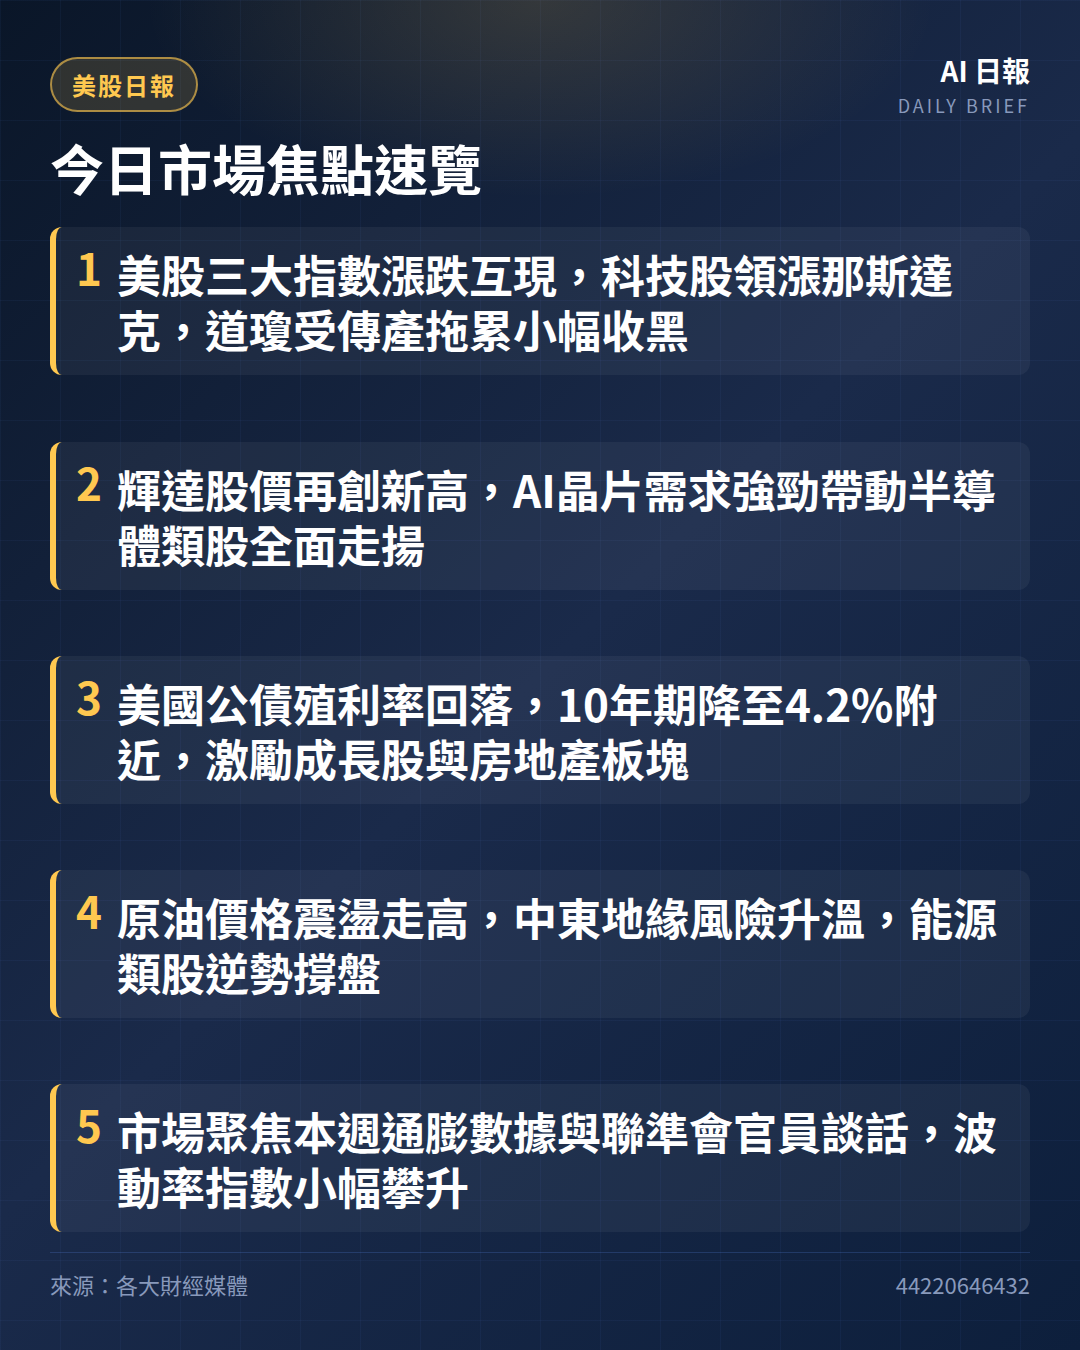 美股日報
AI 日報
DAILY BRIEF
今日市場焦點速覽
1 美股三大指數漲跌互現，科技股領漲那斯達
克，道瓊受傳產拖累小幅收黑
2 輝達股價再創新高，AI晶片需求強勁帶動半導
體類股全面走揚
3 美國公債殖利率回落，10年期降至4.2%附
近，激勵成長股與房地產板塊
4 原油價格震盪走高，中東地緣風險升溫，能源
類股逆勢撐盤
5 市場聚焦本週通膨數據與聯準會官員談話，波
動率指數小幅攀升
來源：各大財經媒體
44220646432